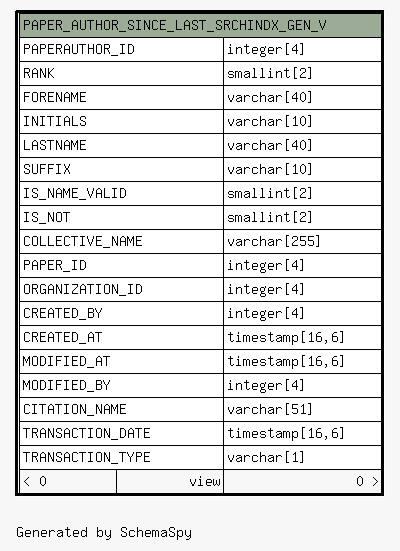 PAPER_AUTHOR_SINCE_LAST_SRCHINDX_GEN_V
PAPERAUTHOR_ID integer[4]
RANK smallint[2]
FORENAME varchar[40]
INITIALS varchar[10]
LASTNAME varchar[40]
SUFFIX varchar[10]
IS_NAME_VALID smallint[2]
IS_NOT smallint[2]
COLLECTIVE_NAME varchar[255]
PAPER_ID integer[4]
ORGANIZATION_ID integer[4]
CREATED_BY integer[4]
CREATED_AT timestamp[16,6]
MODIFIED_AT timestamp[16,6]
MODIFIED_BY integer[4]
CITATION_NAME varchar[51]
TRANSACTION_DATE timestamp[16,6]
TRANSACTION_TYPE varchar[1]
< 0 view 0 >
Generated by SchemaSpy